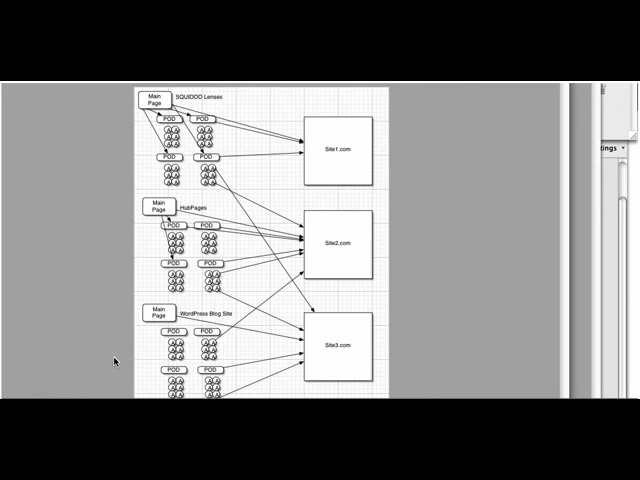 Main
Page
SQUIDOO Lenses
POD
POD
POD
POD
Site1.com
Main
Page
HubPages
POD
POD
POD
POD
Site2.com
Main
Page
WordPress Blog Site
POD
POD
POD
POD
Site3.com
tings